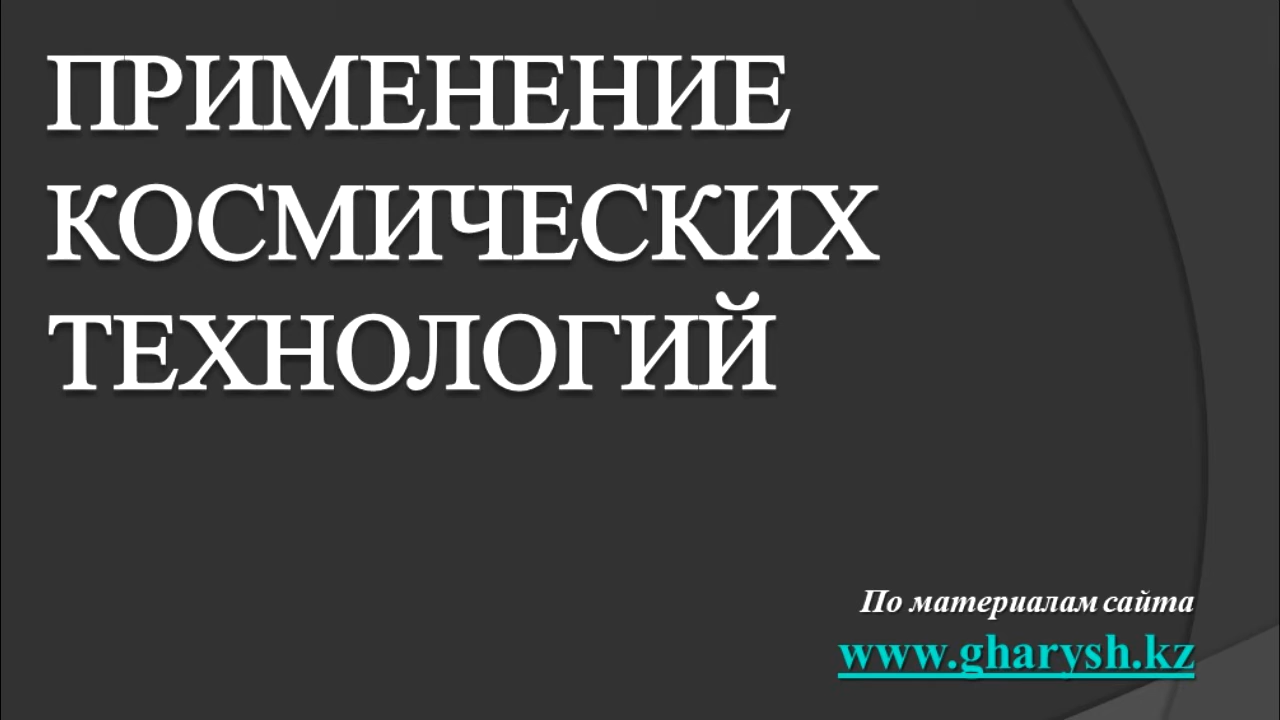 ПРИМЕНЕНИЕ
КОСМИЧЕСКИХ
ТЕХНОЛОГИЙ
По материалам сайта
www.gharysh.kz